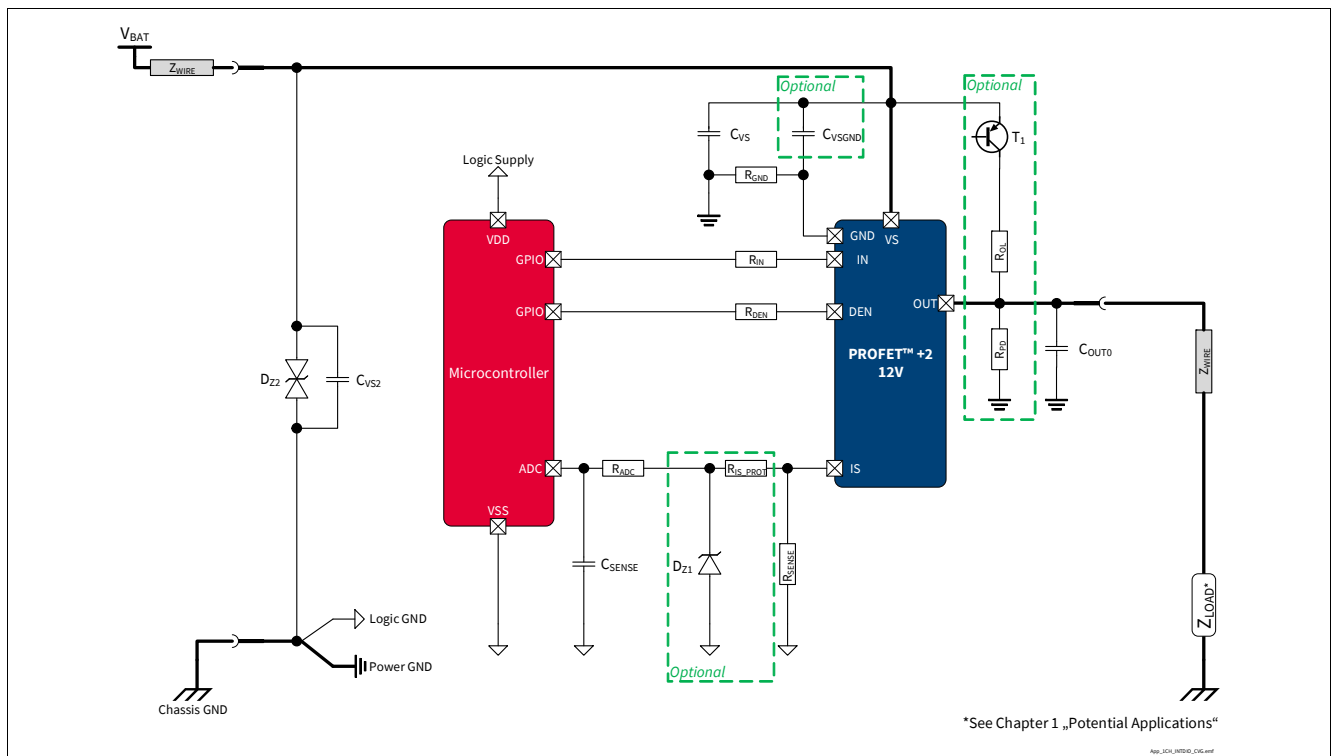 VBAT
ZWIRE
Optional
Optional
CVS
CVSGND
T1
Logic Supply
RGND
VDD
GND
VS
GPIO
RIN
IN
ROL
OUT
GPIO
RDEN
DEN
PROFET™ +2
12V
RPD
COUT0
ZWIRE
Microcontroller
DZ2
CVS2
ADC
RADC
RIS_PROT
IS
VSS
CSENSE
DZ1
RSENSE
ZLOAD*
Logic GND
Power GND
Optional
Chassis GND
*See Chapter 1 „Potential Applications“
App_1CH_INTDIO_CVG.emf